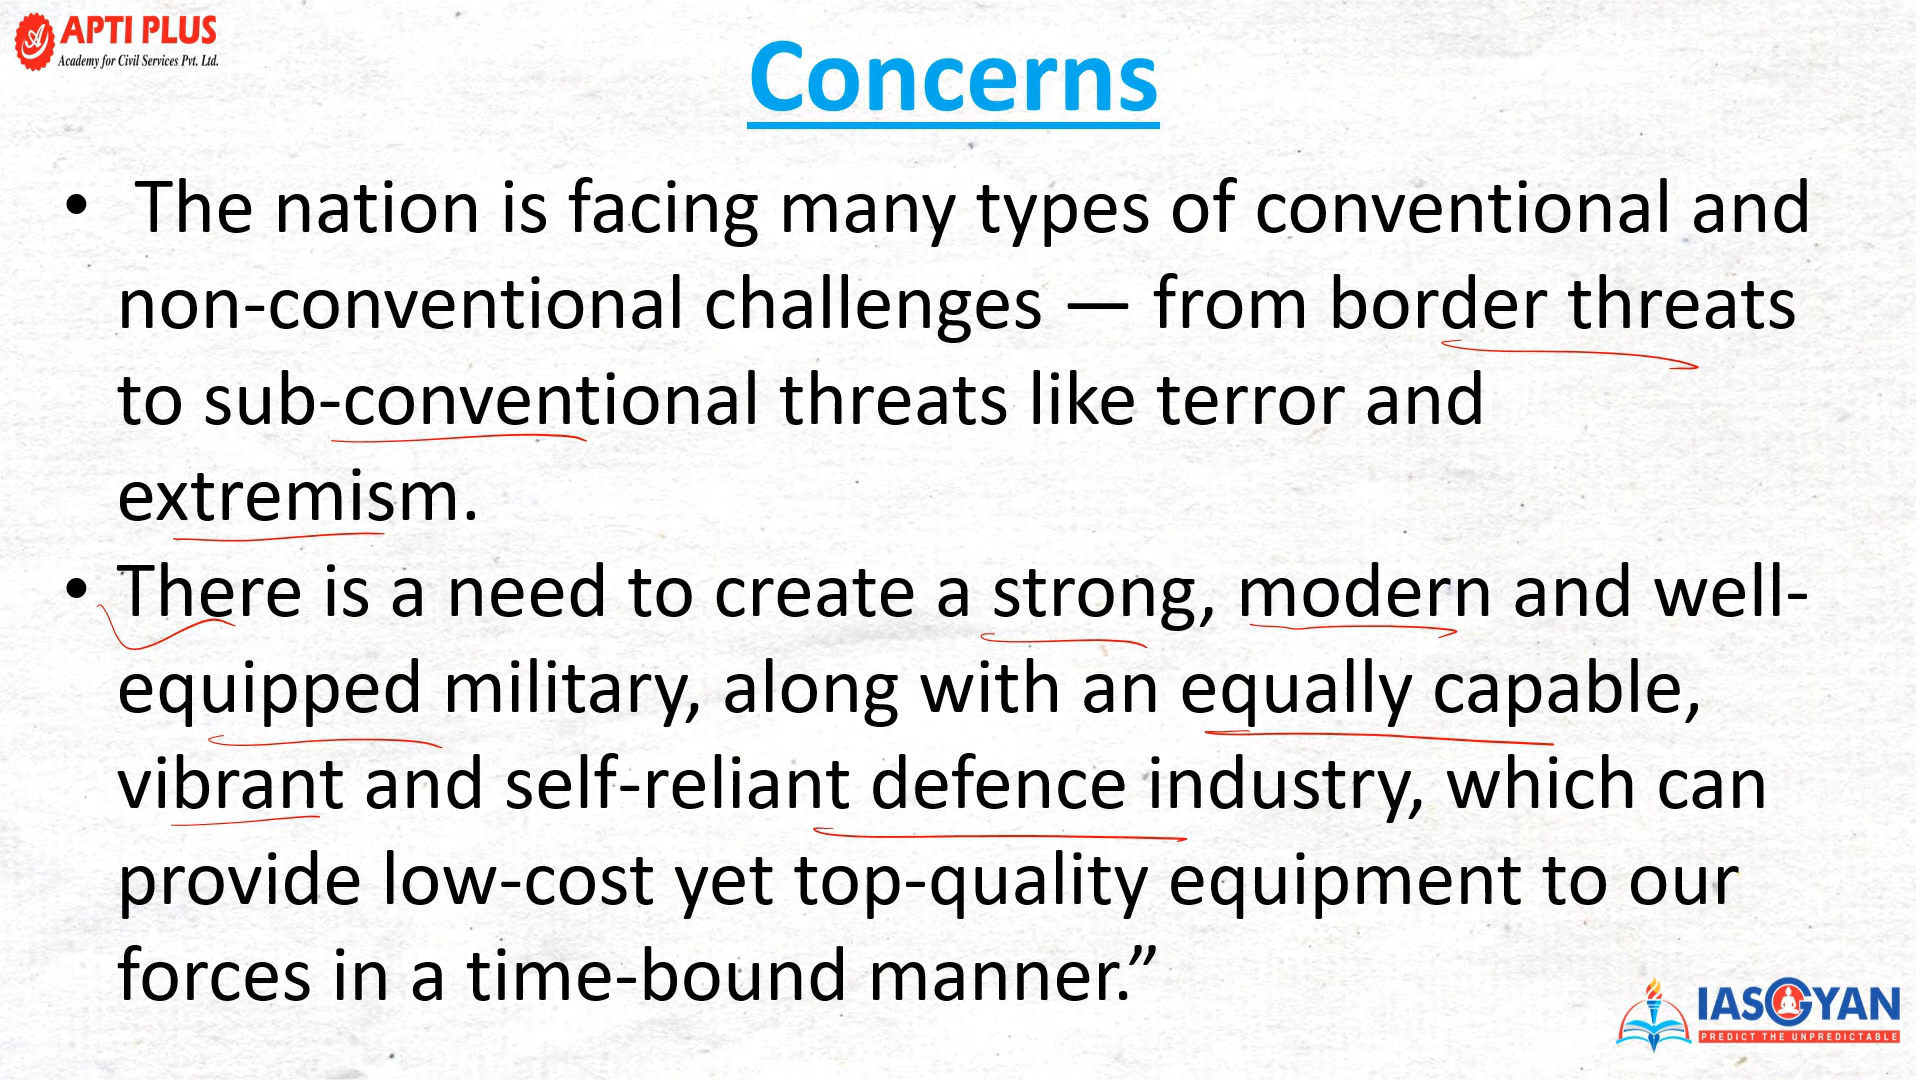 APTI PLUS
Academy for Civil Services Pvt. Ltd.
Concerns
• The nation is facing many types of conventional and
non-conventional challenges — from border threats
to sub-conventional threats like terror and
extremism.
• There is a need to create a strong, modern and well-
equipped military, along with an equally capable,
vibrant and self-reliant defence industry, which can
provide low-cost yet top-quality equipment to our
forces in a time-bound manner.”
IASGYAN
PREDICT THE UNPREDICTABLE